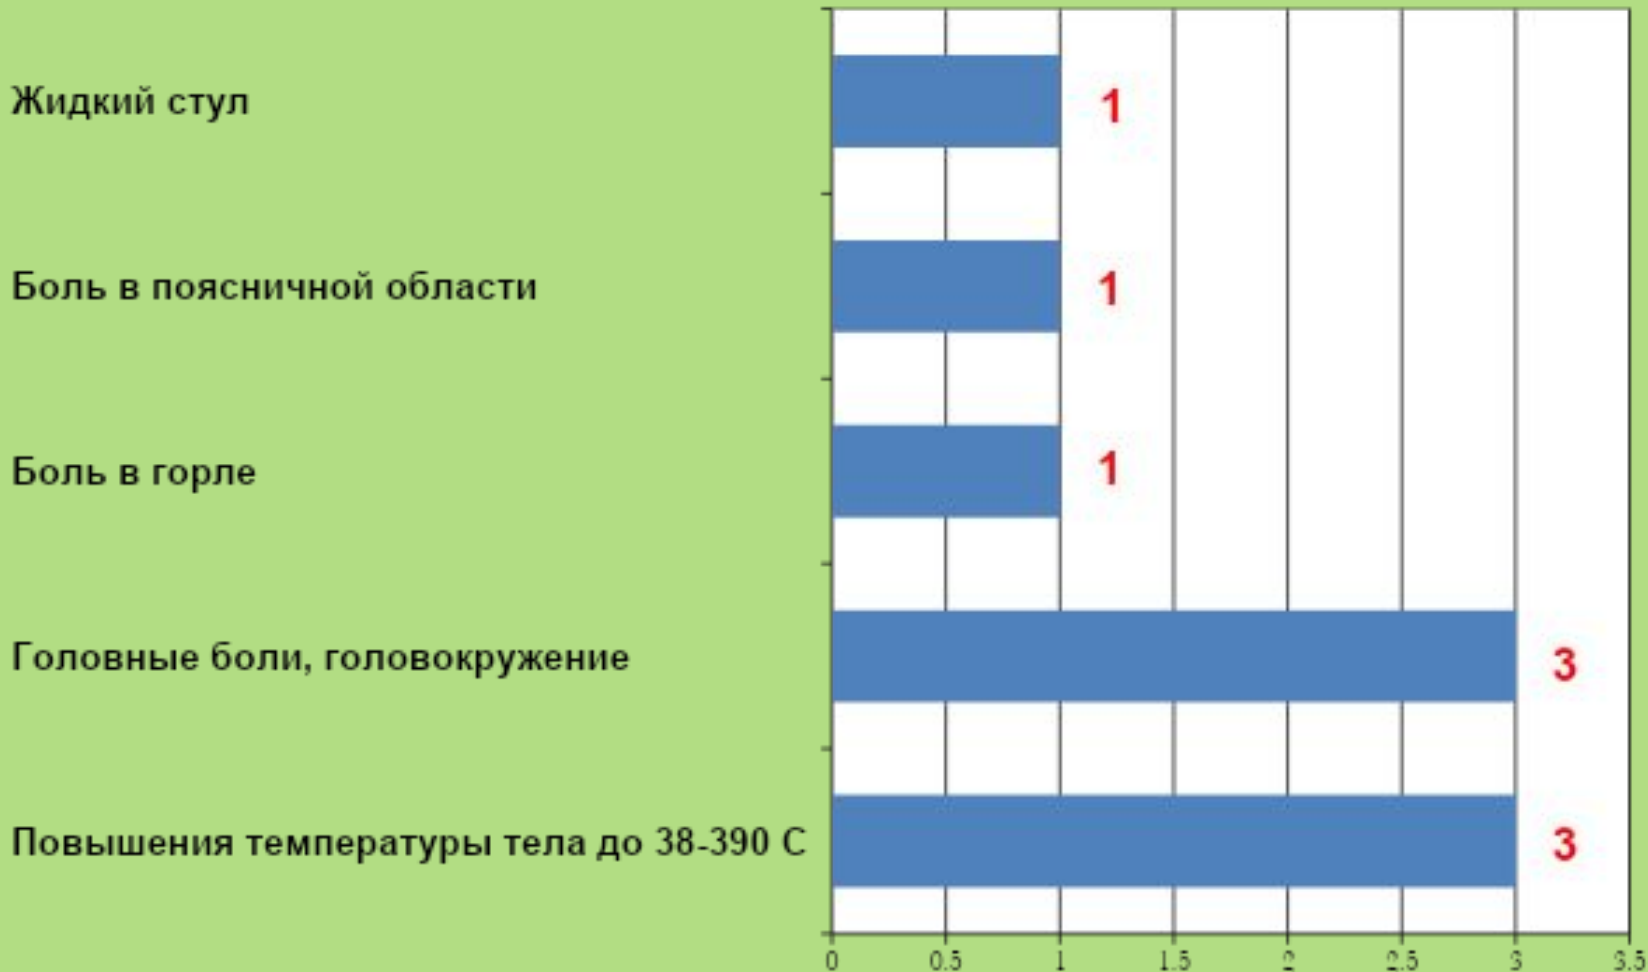 Жидкий стул
1
Боль в поясничной области
1
Боль в горле
1
Головные боли, головокружение
3
Повышения температуры тела до 38-390 С
3
0 0.5 1 1.5 2 2.5 3 3.5